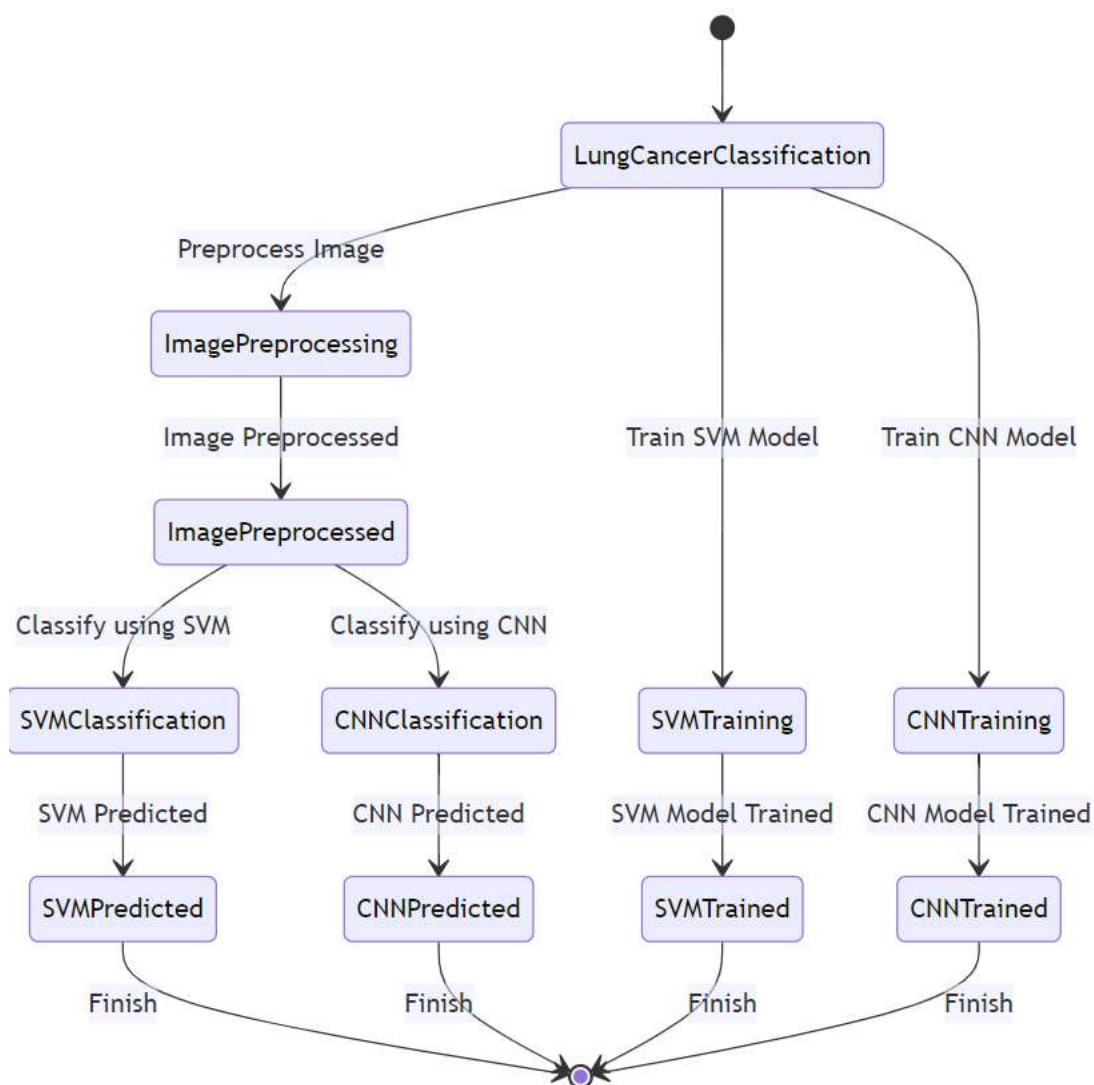 LungCancerClassification
Preprocess Image
ImagePreprocessing
Image Preprocessed
Train SVM Model
Train CNN Model
ImagePreprocessed
Classify using SVM
Classify using CNN
SVMClassification
CNNClassification
SVMTraining
CNNTraining
SVM Predicted
CNN Predicted
SVM Model Trained
CNN Model Trained
SVMPredicted
CNNPredicted
SVMTrained
CNNTrained
Finish
Finish
Finish
Finish